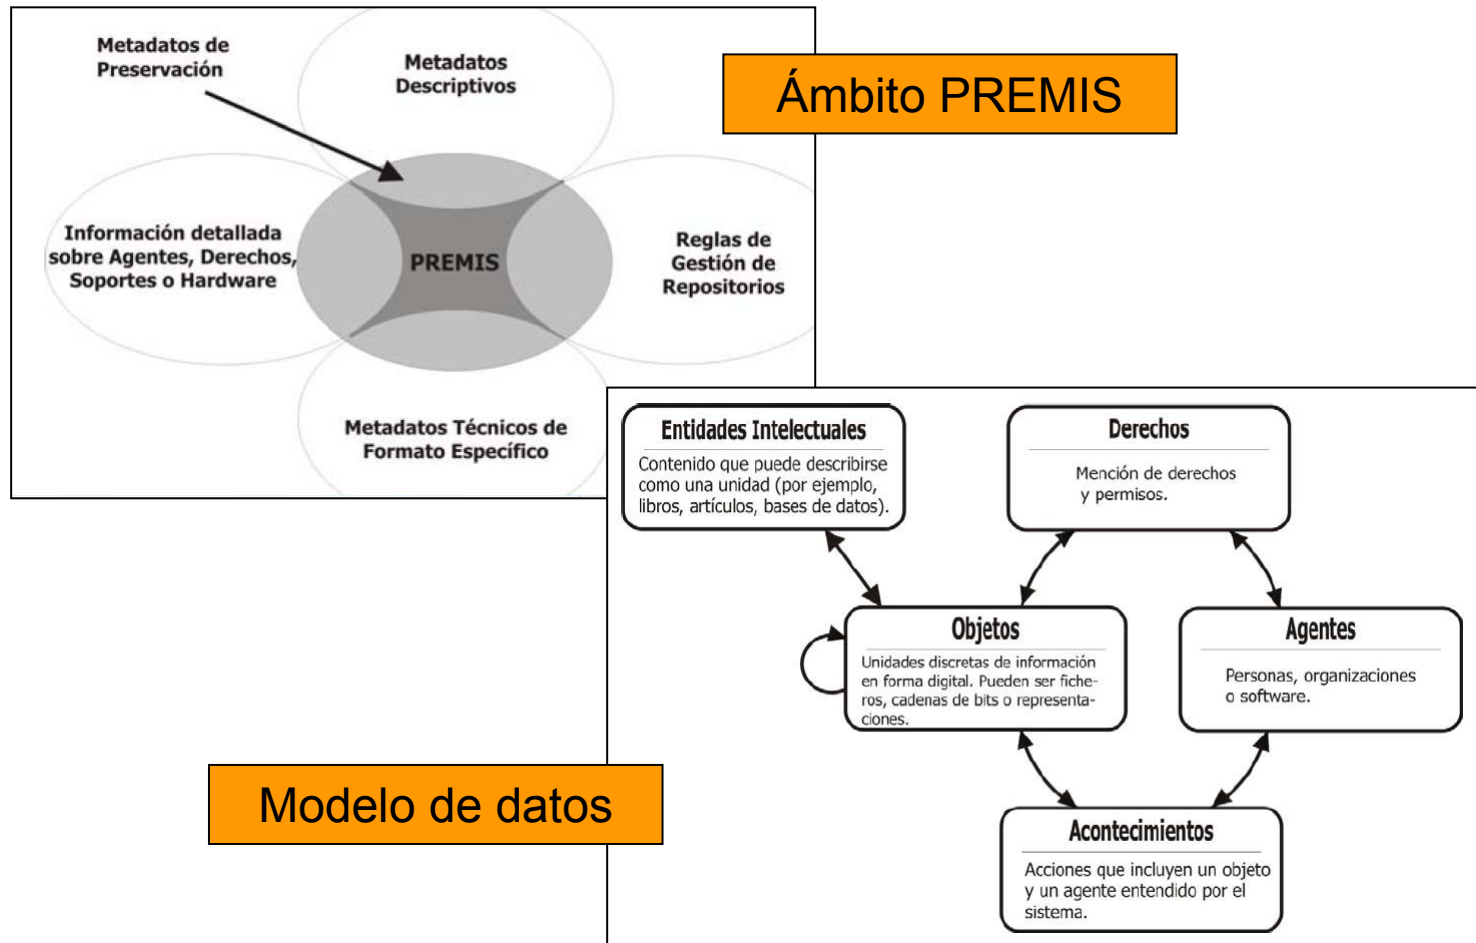 Metadatos de
Preservación
Metadatos
Descriptivos
Ámbito PREMIS
Información detallada
sobre Agentes, Derechos,
Soportes o Hardware
PREMIS
Reglas de
Gestión de
Repositorios
Metadatos Técnicos de
Formato Específico
Entidades Intelectuales
Contenido que puede describirse
como una unidad (por ejemplo,
libros, artículos, bases de datos).
Derechos
Mención de derechos
y permisos.
Objetos
Unidades discretas de información
en forma digital. Pueden ser fiche-
ros, cadenas de bits o representa-
ciones.
Agentes
Personas, organizaciones
o software.
Modelo de datos
Acontecimientos
Acciones que incluyen un objeto
y un agente entendido por el
sistema.